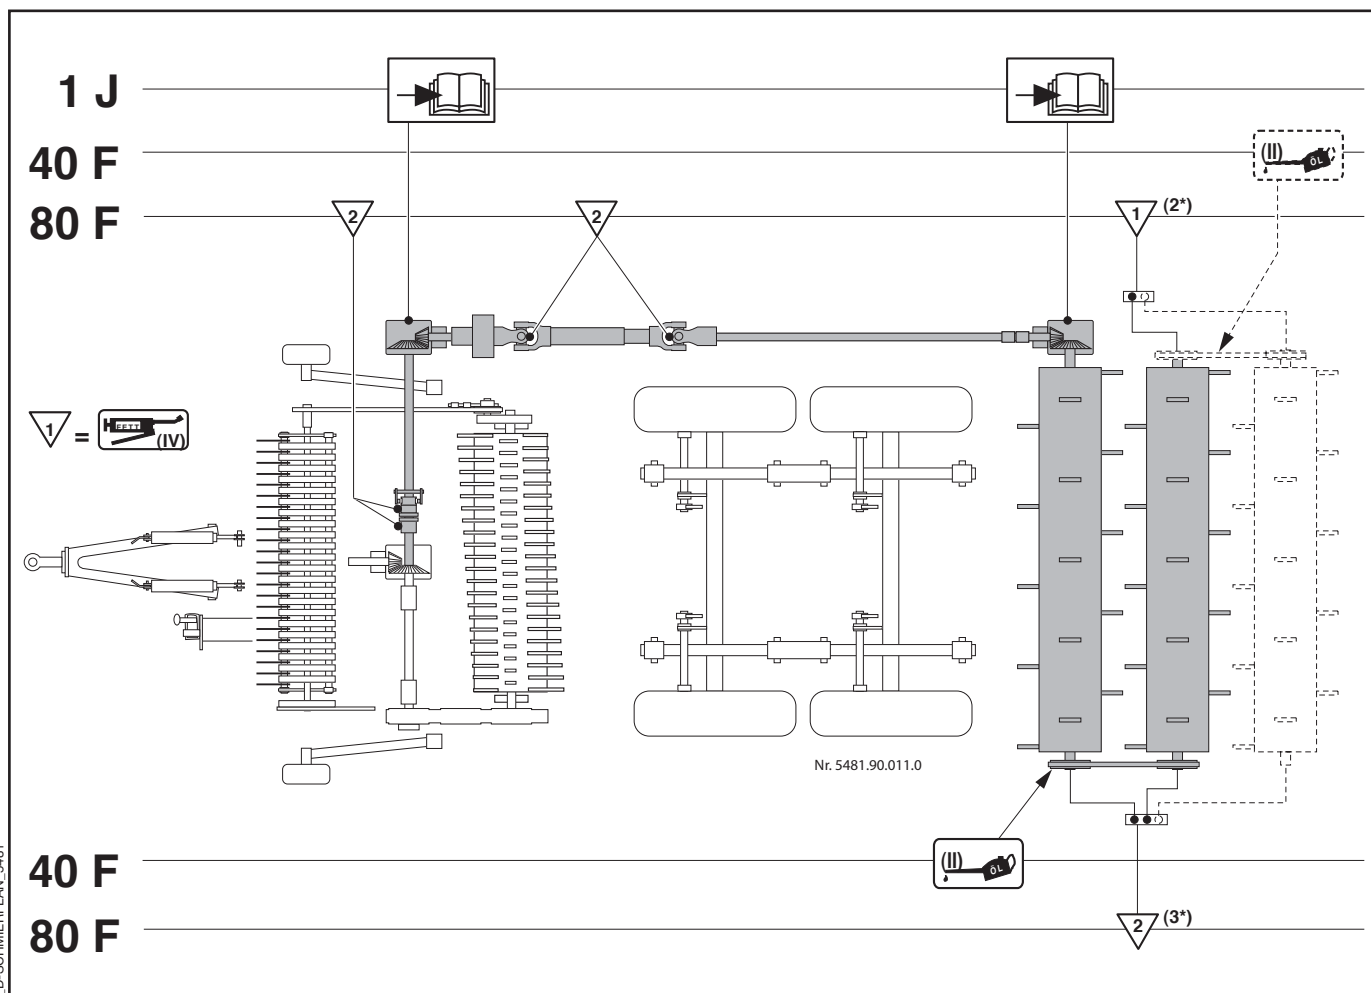 1 J
40 F
(II)
ÖL
80 F
2
2
1
(2*)
1
=
FETT
(IV)
Nr. 5481.90.011.0
40 F
(II)
ÖL
80 F
2
(3*)